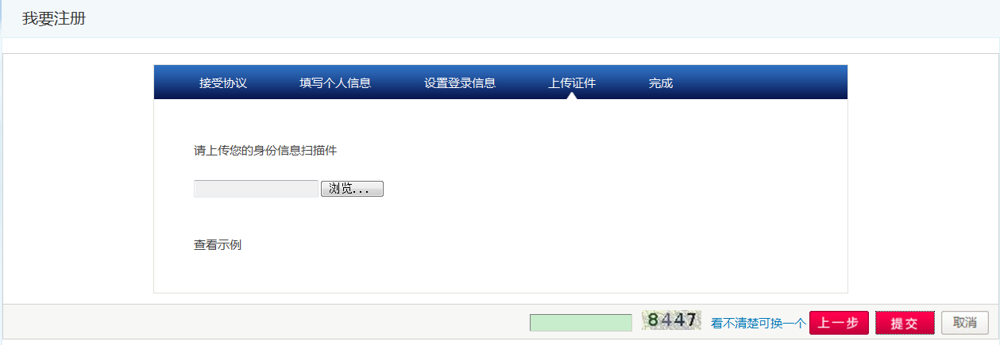 我要注册
接受协议 填写个人信息 设置登录信息 上传证件 完成
请上传您的身份信息扫描件
浏览...
查看示例
8447 看不清楚可换一个 上一步 提交 取消